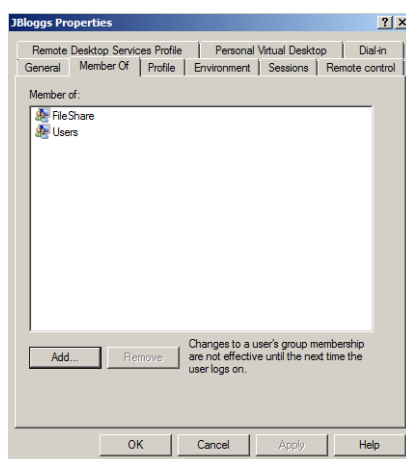 JBloggs Properties
Remote Desktop Services Profile Personal Virtual Desktop Dial-in
General Member Of Profile Environment Sessions Remote control
Member of:
FileShare
Users
Add... Remove
Changes to a user's group membership
are not effective until the next time the
user logs on.
OK Cancel Apply Help